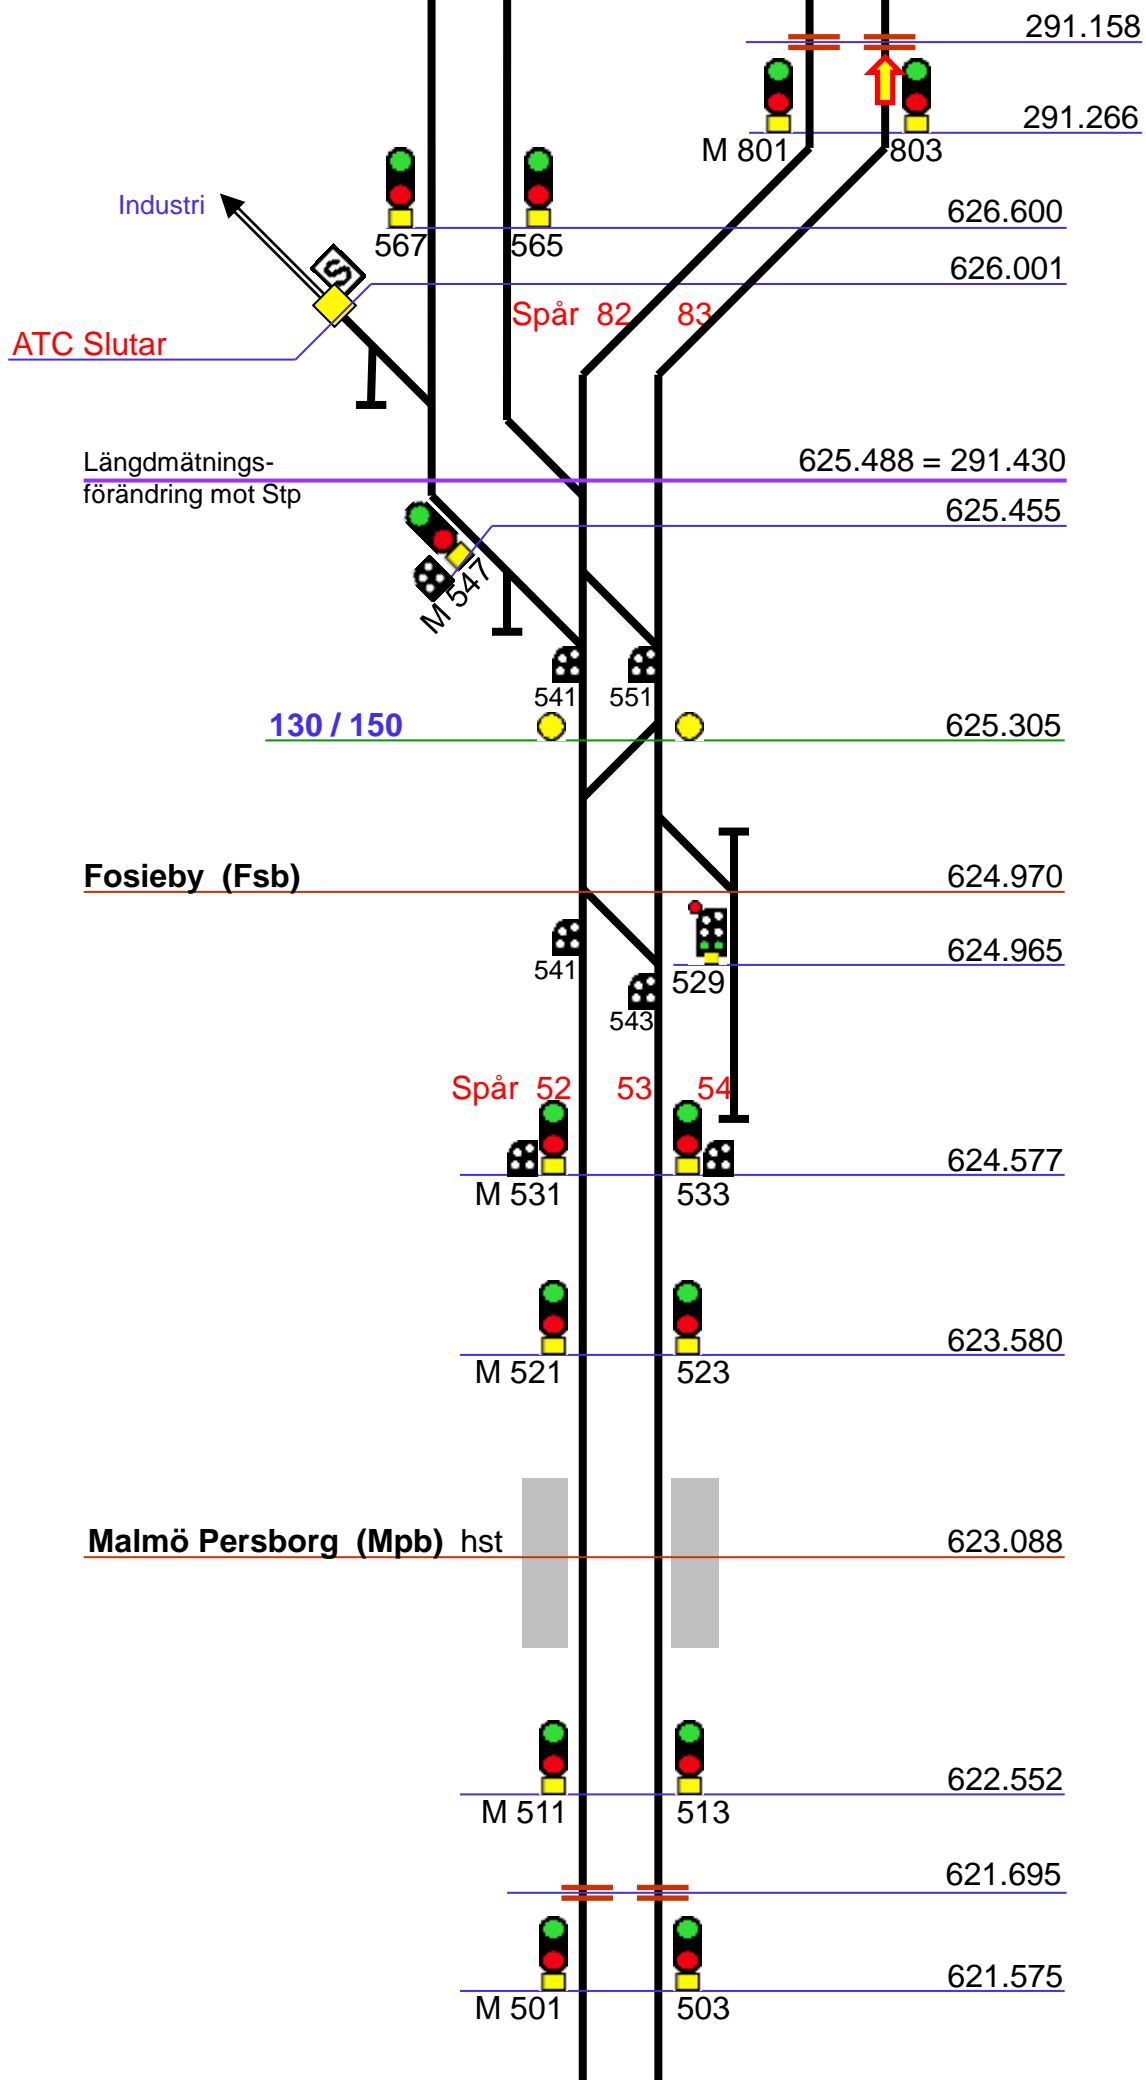 291.158
291.266
M 801
803
Industri
567
565
626.600
626.001
S
Spår 82 83
ATC Slutar
Längdmätnings-
förändring mot Stp
625.488 = 291.430
625.455
M 547
541
551
130 / 150
625.305
Fosieby (Fsb)
624.970
541
529
624.965
543
Spår 52 53 54
624.577
M 531
533
623.580
M 521
523
Malmö Persborg (Mpb) hst
623.088
622.552
M 511
513
621.695
621.575
M 501
503